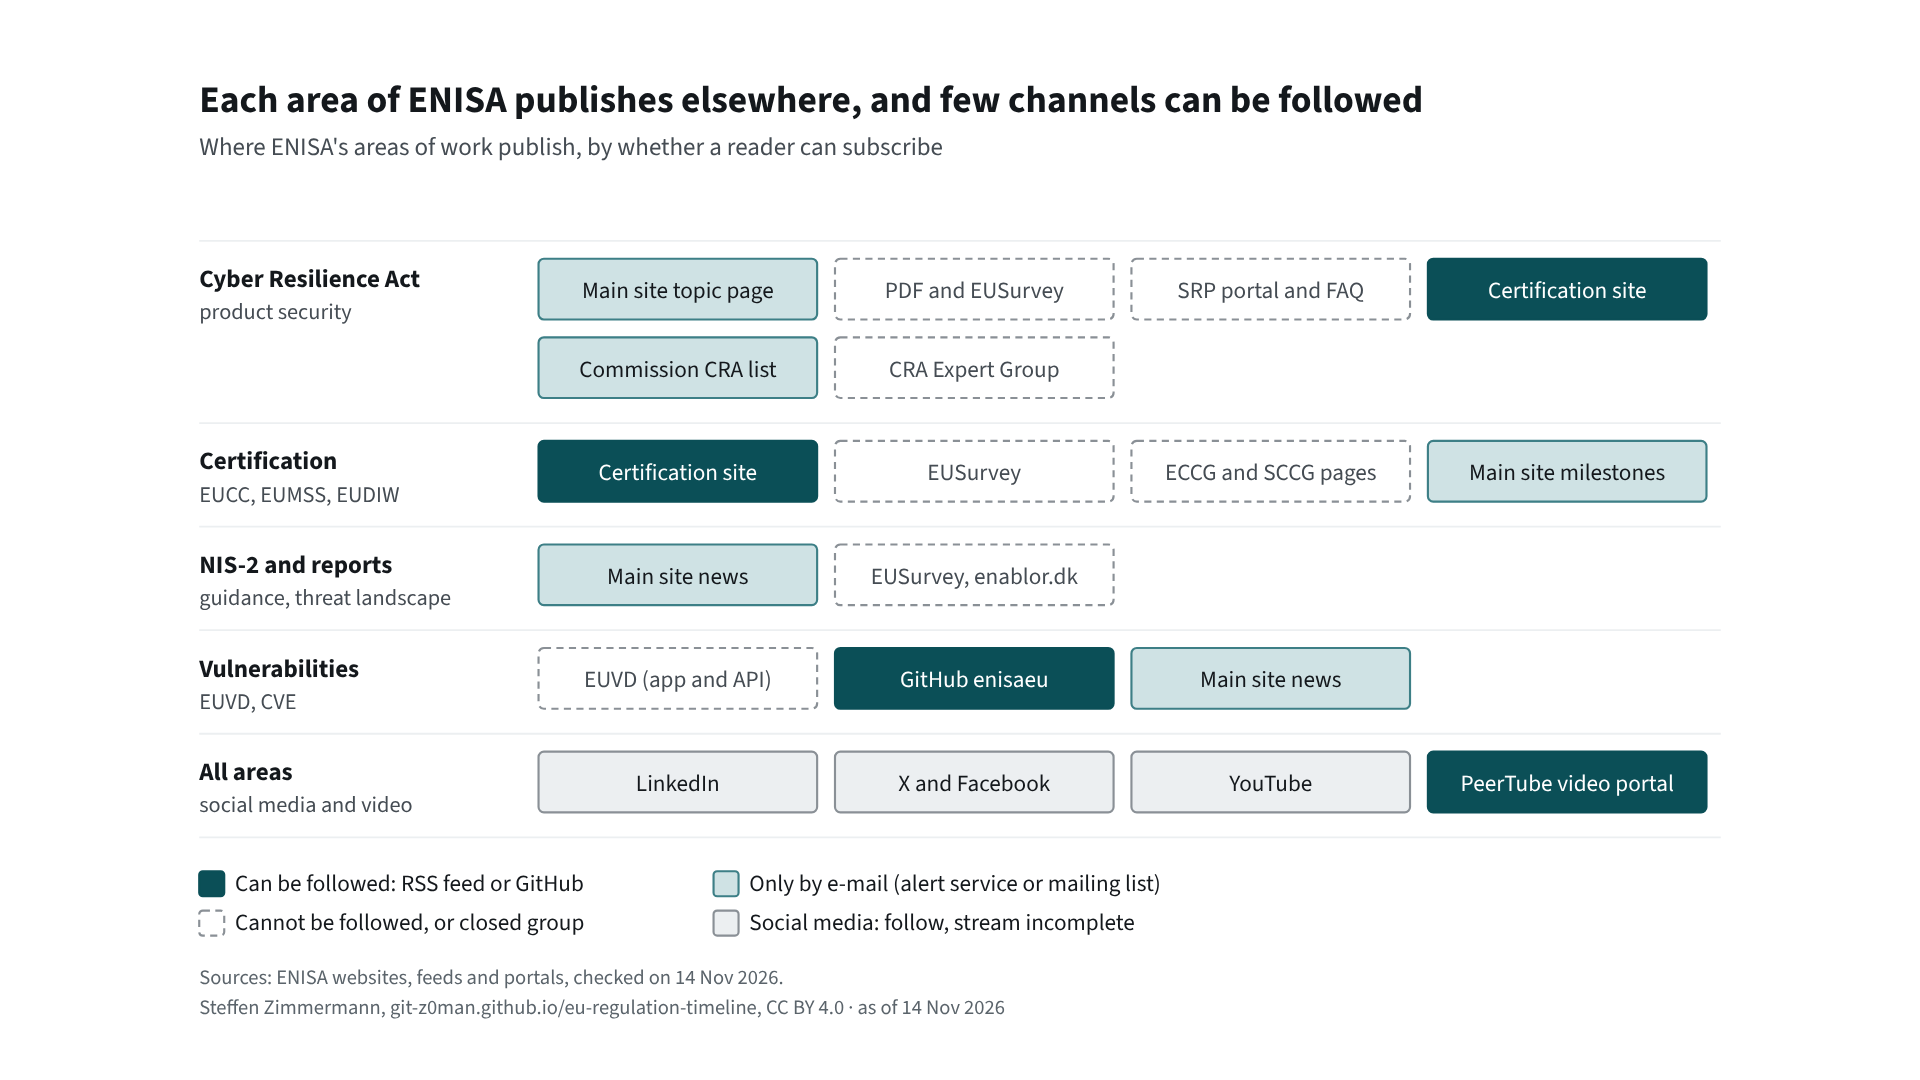 Each area of ENISA publishes elsewhere, and few channels can be followed
Where ENISA's areas of work publish, by whether a reader can subscribe
Cyber Resilience Act
product security
Main site topic page
PDF and EUSurvey
SRP portal and FAQ
Certification site
Commission CRA list
CRA Expert Group
Certification
EUCC, EUMSS, EUDIW
Certification site
EUSurvey
ECCG and SCCG pages
Main site milestones
NIS-2 and reports
guidance, threat landscape
Main site news
EUSurvey, enablor.dk
Vulnerabilities
EUVD, CVE
EUVD (app and API)
GitHub enisaeu
Main site news
All areas
social media and video
LinkedIn
X and Facebook
YouTube
PeerTube video portal
Can be followed: RSS feed or GitHub
Only by e-mail (alert service or mailing list)
Cannot be followed, or closed group
Social media: follow, stream incomplete
Sources: ENISA websites, feeds and portals, checked on 14 Nov 2026.
Steffen Zimmermann, git-z0man.github.io/eu-regulation-timeline, CC BY 4.0 · as of 14 Nov 2026